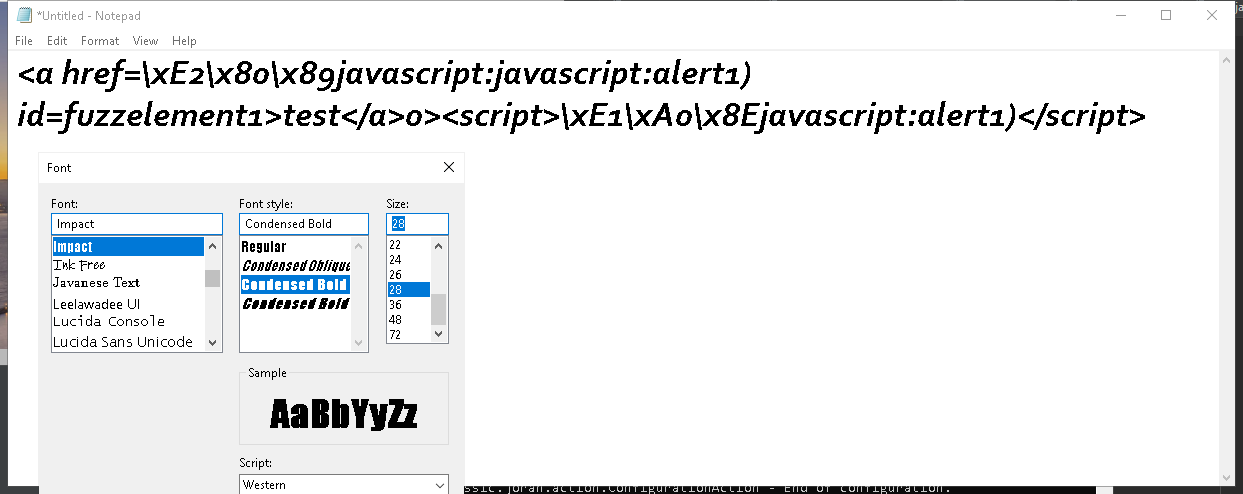 *Untitled - Notepad
File Edit Format View Help
<a href=\xE2\x80\x89javascript:javascript:alert1)
id=fuzzelement1>test</a>0><script>\xE1\xA0\x8Ejavascript:alert1)</script>
Font
Font: Font style: Size:
Impact Condensed Bold 28
Impact Regular 22
Ink Free Condensed Oblique 24
Javanese Text Condensed Bold 26
Leelawadee UI Condensed Bold 28
Lucida Console 36
Lucida Sans Unicode 48
72
Sample
AaBbYyZz
Script:
Western
ssic.joran.action.ConfigurationAction - End of configuration.